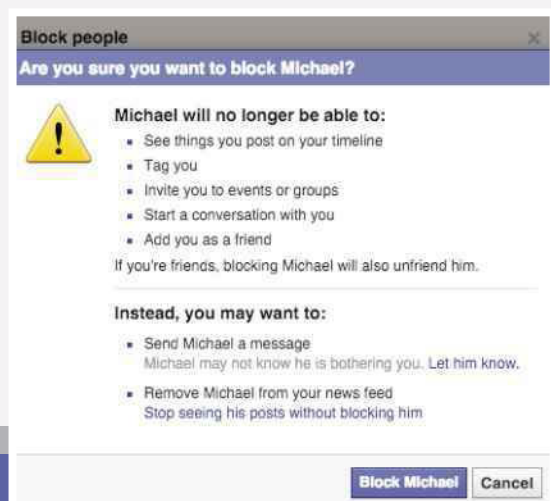 Block people
Are you sure you want to block Michael?
Michael will no longer be able to:
See things you post on your timeline
Tag you
Invite you to events or groups
Start a conversation with you
Add you as a friend
If you're friends, blocking Michael will also unfriend him.
Instead, you may want to:
Send Michael a message
Michael may not know he is bothering you. Let him know.
Remove Michael from your news feed
Stop seeing his posts without blocking him
Block Michael Cancel